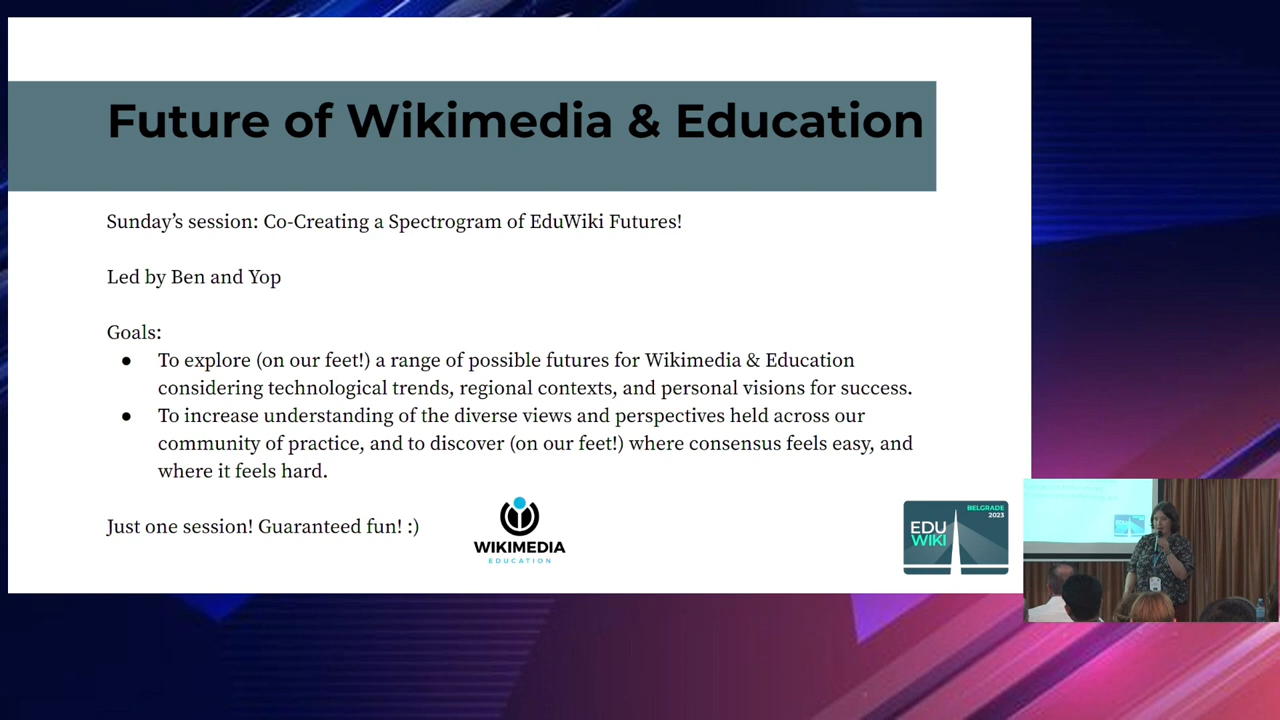 Future of Wikimedia & Education
Sunday’s session: Co-Creating a Spectrogram of EduWiki Futures!
Led by Ben and Yop
Goals:
● To explore (on our feet!) a range of possible futures for Wikimedia & Education
considering technological trends, regional contexts, and personal visions for success.
● To increase understanding of the diverse views and perspectives held across our
community of practice, and to discover (on our feet!) where consensus feels easy, and
where it feels hard.
Just one session! Guaranteed fun! :)
WIKIMEDIA
EDUCATION
BELGRADE
2023
EDU
WIKI